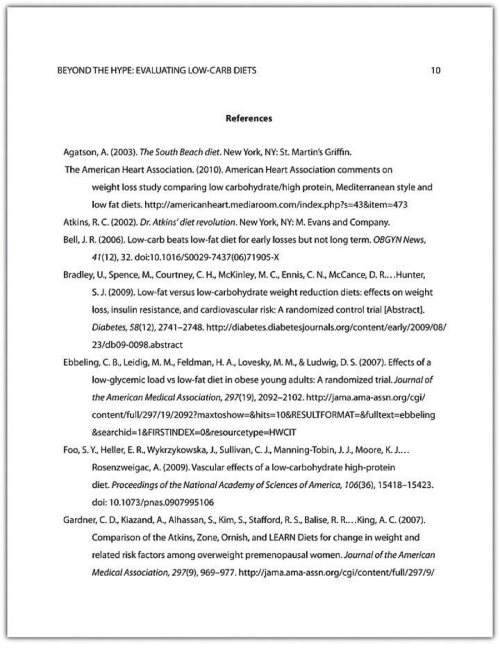 BEYOND THE HYPE: EVALUATING LOW-CARB DIETS 10
References
Agatson, A. (2003). The South Beach diet. New York, NY: St. Martin's Griffin.
The American Heart Association. (2010). American Heart Association comments on
weight loss study comparing low carbohydrate/high protein, Mediterranean style and
low fat diets. http://americanheart.mediaroom.com/index.php?s=43&item=473
Atkins, R. C. (2002). Dr. Atkins' diet revolution. New York, NY: M. Evans and Company.
Bell, J. R. (2006). Low-carb beats low-fat diet for early losses but not long term. OBGYN News,
41(12), 32. doi:10.1016/S0029-7437(06)71905-X
Bradley, U., Spence, M., Courtney, C. H., McKinley, M. C., Ennis, C. N., McCance, D. R.…Hunter,
S. J. (2009). Low-fat versus low-carbohydrate weight reduction diets: effects on weight
loss, insulin resistance, and cardiovascular risk: A randomized control trial [Abstract].
Diabetes, 58(12), 2741–2748. http://diabetes.diabetesjournals.org/content/early/2009/08/
23/db09-0098.abstract
Ebbeling, C. B., Leidig, M. M., Feldman, H. A., Lovesky, M. M., & Ludwig, D. S. (2007). Effects of a
low-glycemic load vs low-fat diet in obese young adults: A randomized trial. Journal of
the American Medical Association, 297(19), 2092–2102. http://jama.ama-assn.org/cgi/
content/full/297/19/2092?maxtoshow=&hits=10&RESULTFORMAT=&fulltext=ebbeling
&searchid=1&FIRSTINDEX=0&resourcetype=HWCIT
Foo, S. Y., Heller, E. R., Wykrzykowska, J., Sullivan, C. J., Manning-Tobin, J. J., Moore, K. J.…
Rosenzweigac, A. (2009). Vascular effects of a low-carbohydrate high-protein
diet. Proceedings of the National Academy of Sciences of America, 106(36), 15418–15423.
doi: 10.1073/pnas.0907995106
Gardner, C. D., Kiazand, A., Alhassan, S., Kim, S., Stafford, R. S., Balise, R. R.…King, A. C. (2007).
Comparison of the Atkins, Zone, Ornish, and LEARN Diets for change in weight and
related risk factors among overweight premenopausal women. Journal of the American
Medical Association, 297(9), 969–977. http://jama.ama-assn.org/cgi/content/full/297/9/